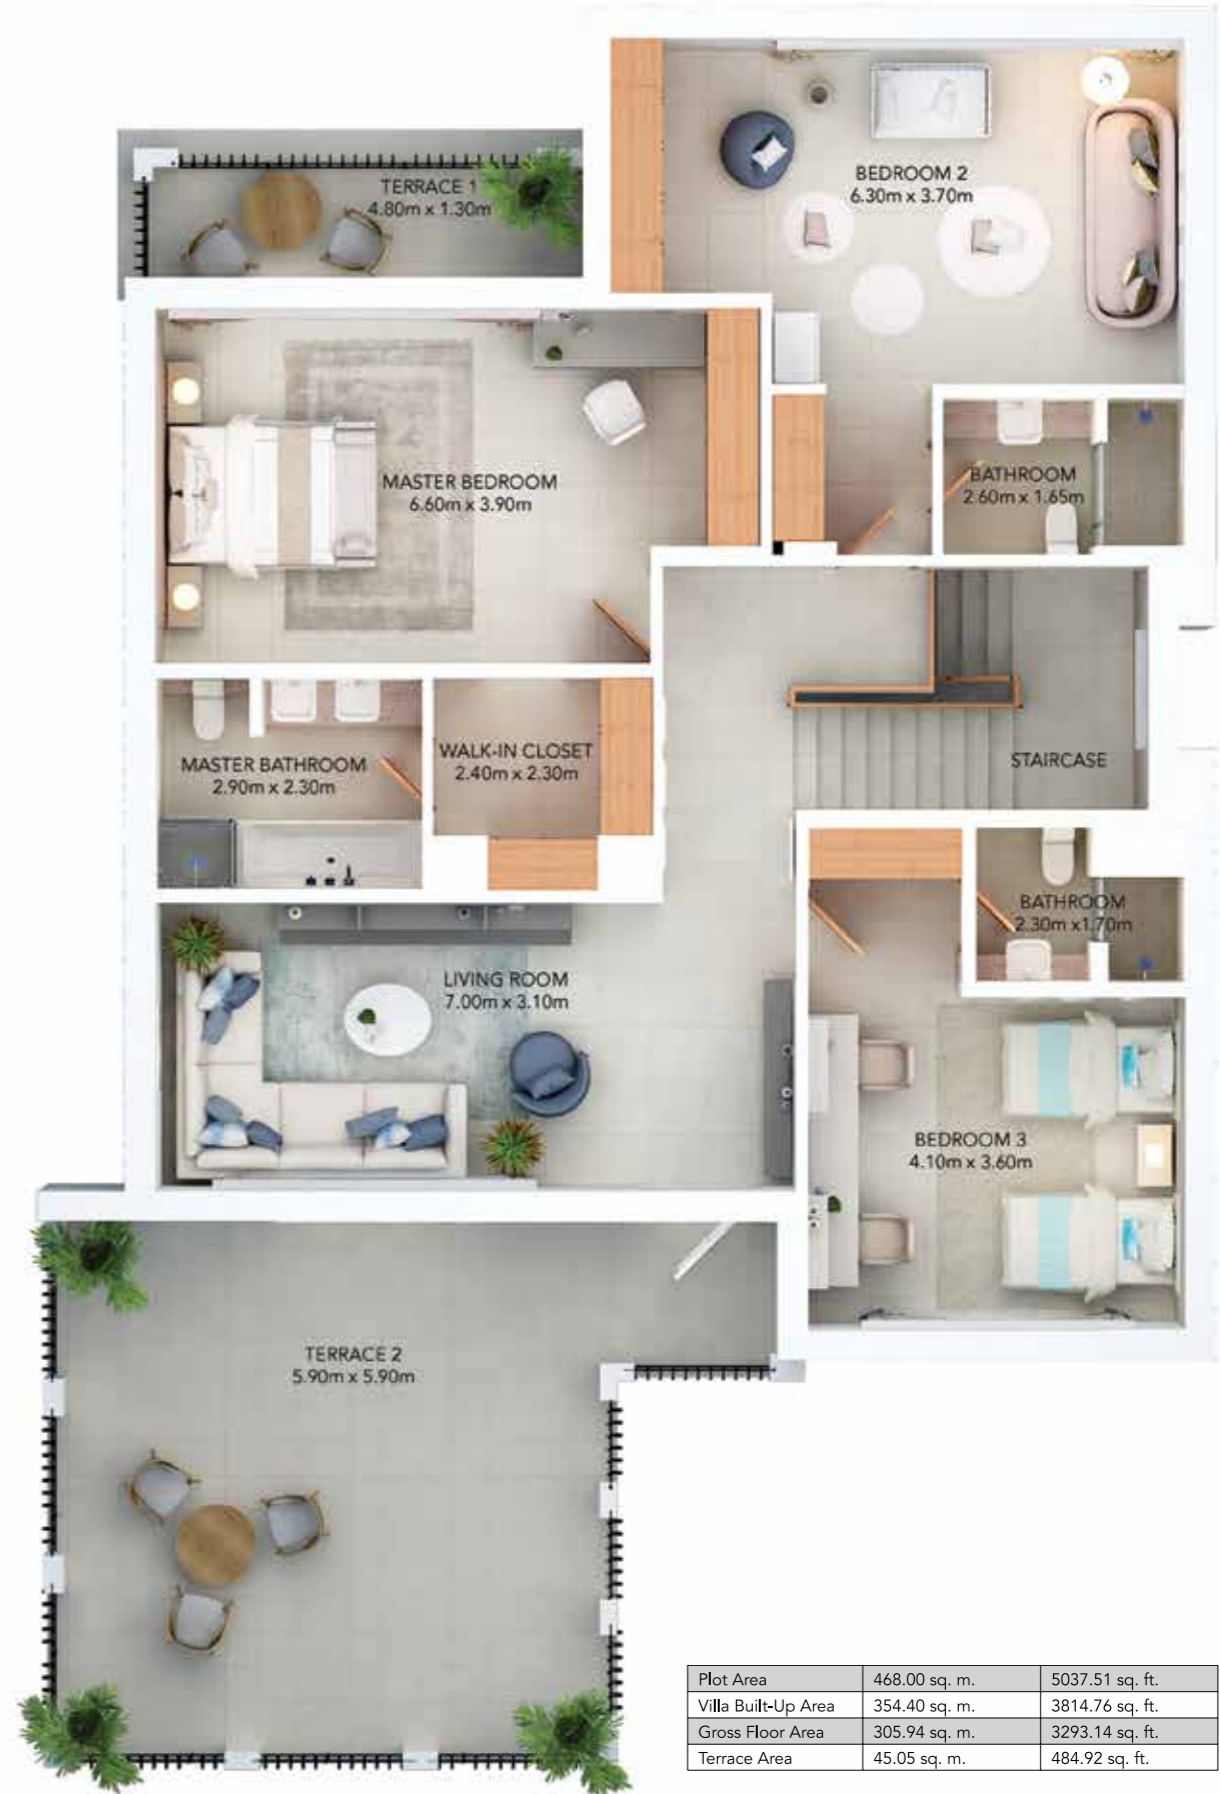 TERRACE 1
4.80m x 1.30m
BEDROOM 2
6.30m x 3.70m
MASTER BEDROOM
6.60m x 3.90m
BATHROOM
2.60m x 1.65m
MASTER BATHROOM
2.90m x 2.30m
WALK-IN CLOSET
2.40m x 2.30m
STAIRCASE
BATHROOM
2.30m x1.70m
LIVING ROOM
7.00m x 3.10m
BEDROOM 3
4.10m x 3.60m
TERRACE 2
5.90m x 5.90m
Plot Area 468.00 sq. m. 5037.51 sq. ft.
Villa Built-Up Area 354.40 sq. m. 3814.76 sq. ft.
Gross Floor Area 305.94 sq. m. 3293.14 sq. ft.
Terrace Area 45.05 sq. m. 484.92 sq. ft.